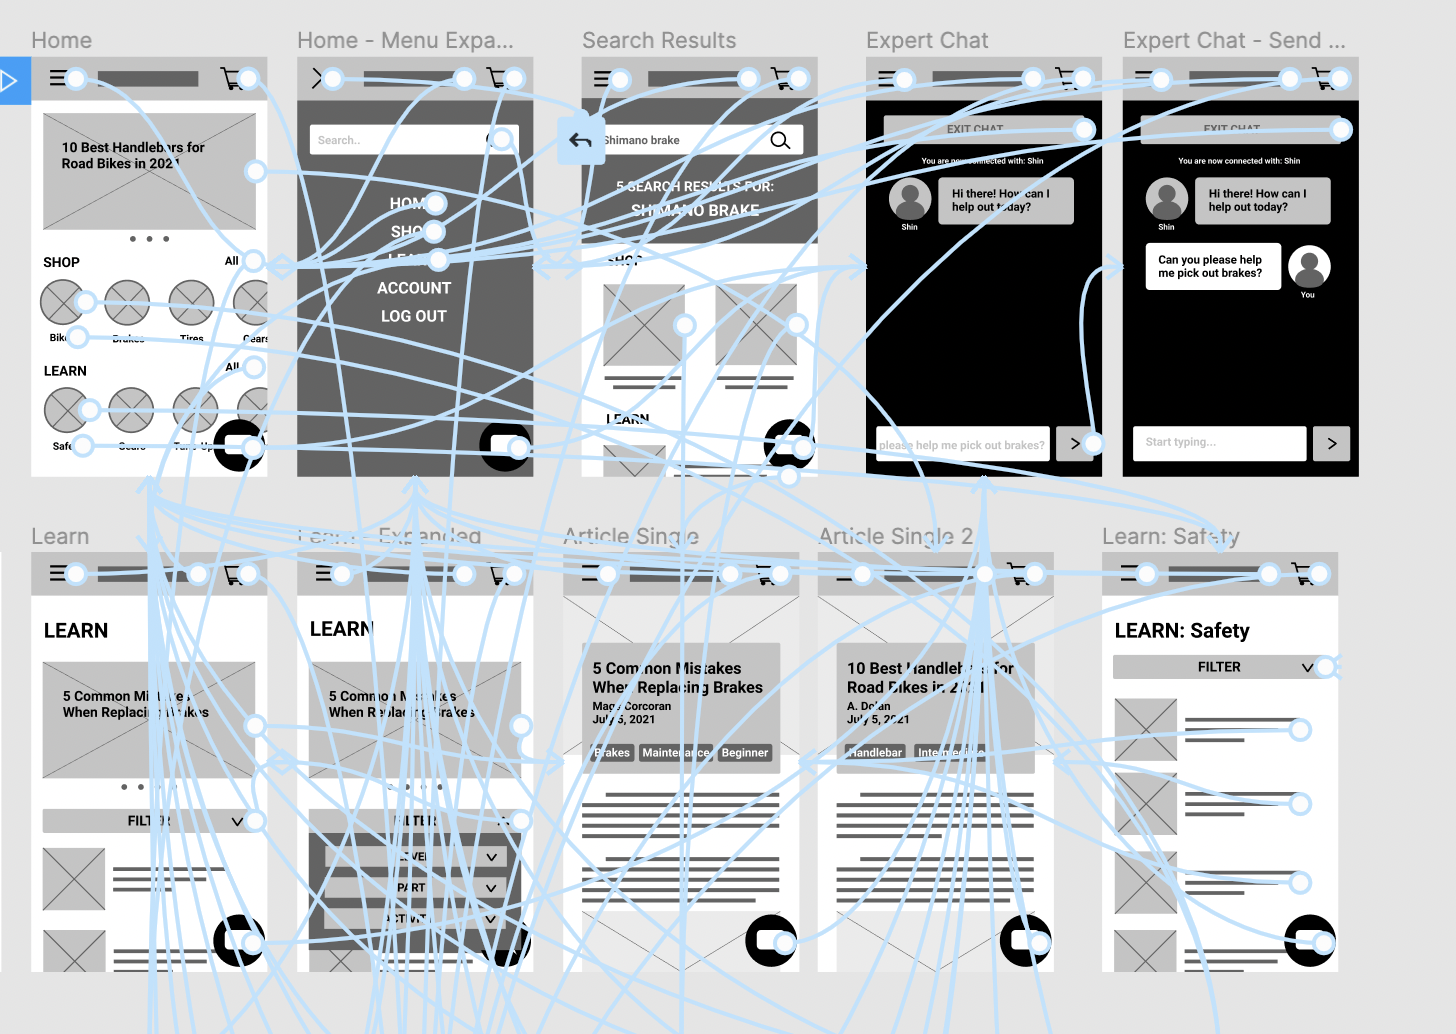 Home
Home - Menu Expa...
Search Results
Expert Chat
Expert Chat - Send ...
10 Best Handlebars for
Road Bikes in 2021
SHOP
All
Bikes
Brakes
Tires
Gears
LEARN
All
Safety
Gears
Tune Up
Search..
HOME
SHOP
LEARN
ACCOUNT
LOG OUT
Shimano brake
5 SEARCH RESULTS FOR:
SHIMANO BRAKE
SHOP
LEARN
EXIT CHAT
You are now connected with: Shin
Hi there! How can I
help out today?
Shin
please help me pick out brakes?
EXIT CHAT
You are now connected with: Shin
Hi there! How can I
help out today?
Shin
Can you please help
me pick out brakes?
You
Start typing...
Learn
Learn - Expanded
Article Single
Article Single 2
Learn: Safety
LEARN
5 Common Mistakes
When Replacing Brakes
FILTER
LEARN
5 Common Mistakes
When Replacing Brakes
FILTER
LEVEL
PART
ACTIVITY
5 Common Mistakes
When Replacing Brakes
Mags Corcoran
July 5, 2021
Brakes
Maintenance
Beginner
10 Best Handlebars for
Road Bikes in 2021
A. Dolan
July 5, 2021
Handlebar
Intermediate
LEARN: Safety
FILTER